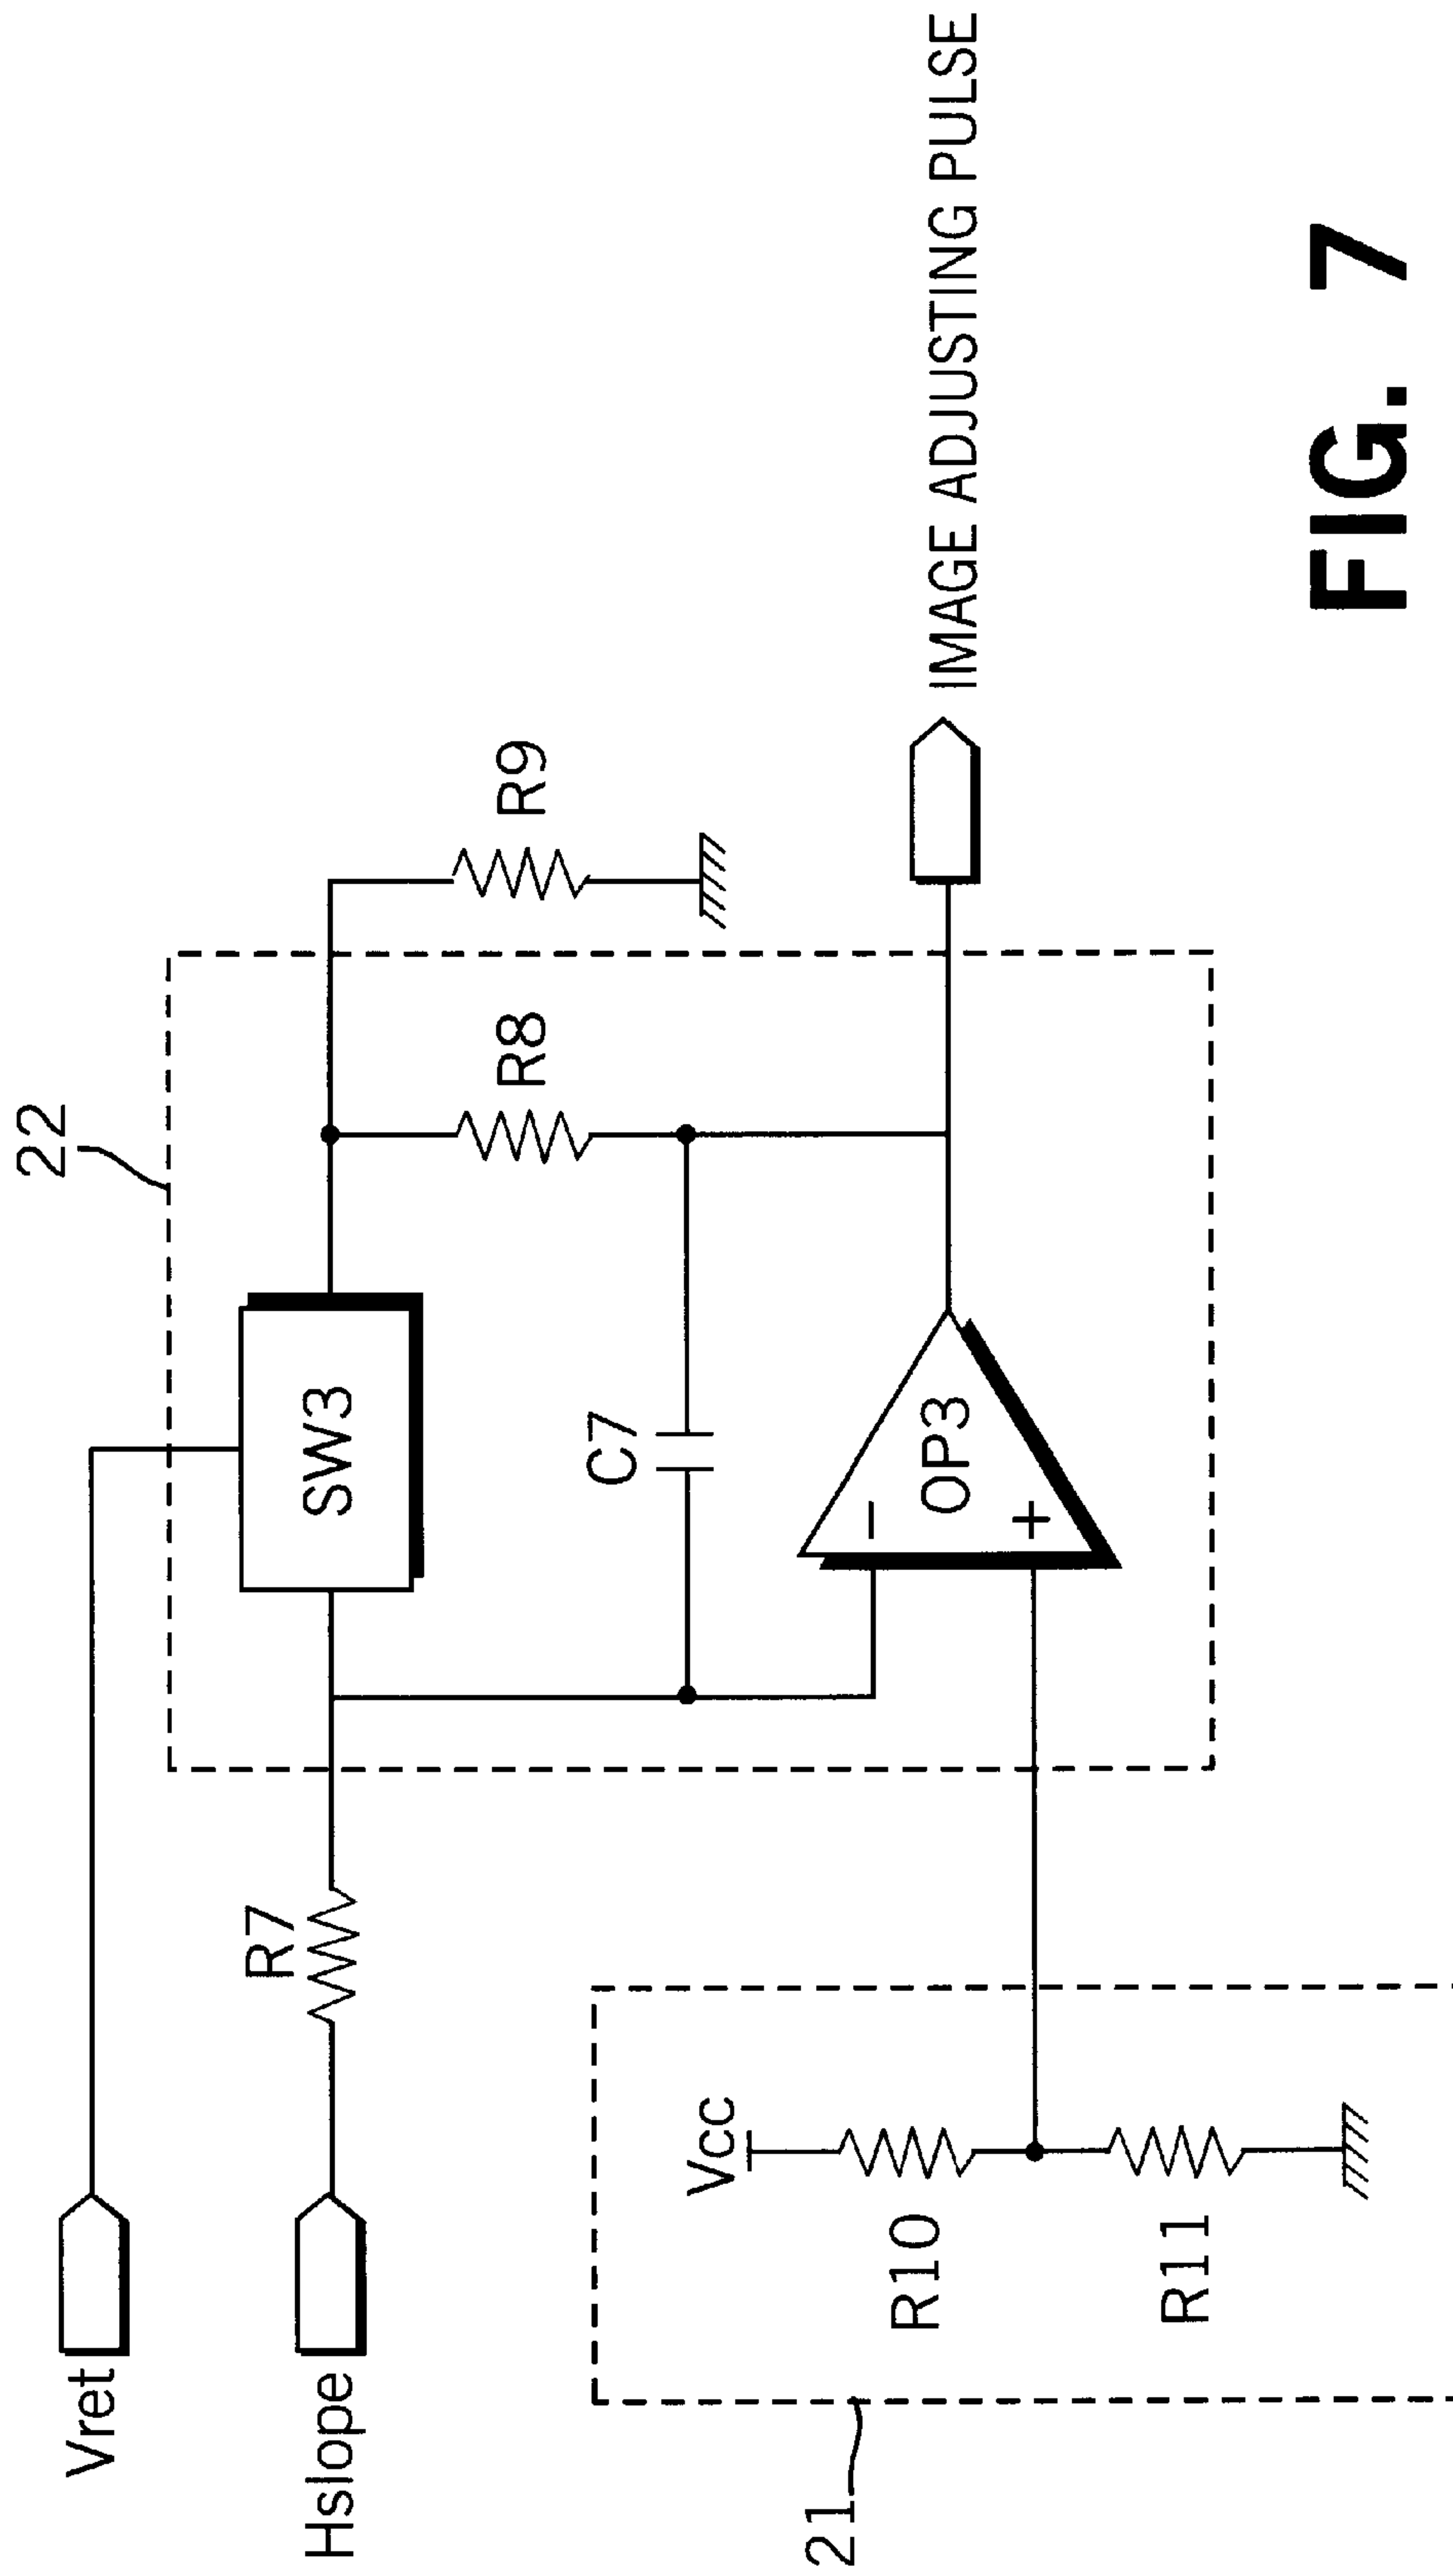 22
Vret
SW3
R7
Hslope
R8
R9
C7
Vcc
−
OP3
+
IMAGE ADJUSTING PULSE
R10
R11
21
FIG. 7